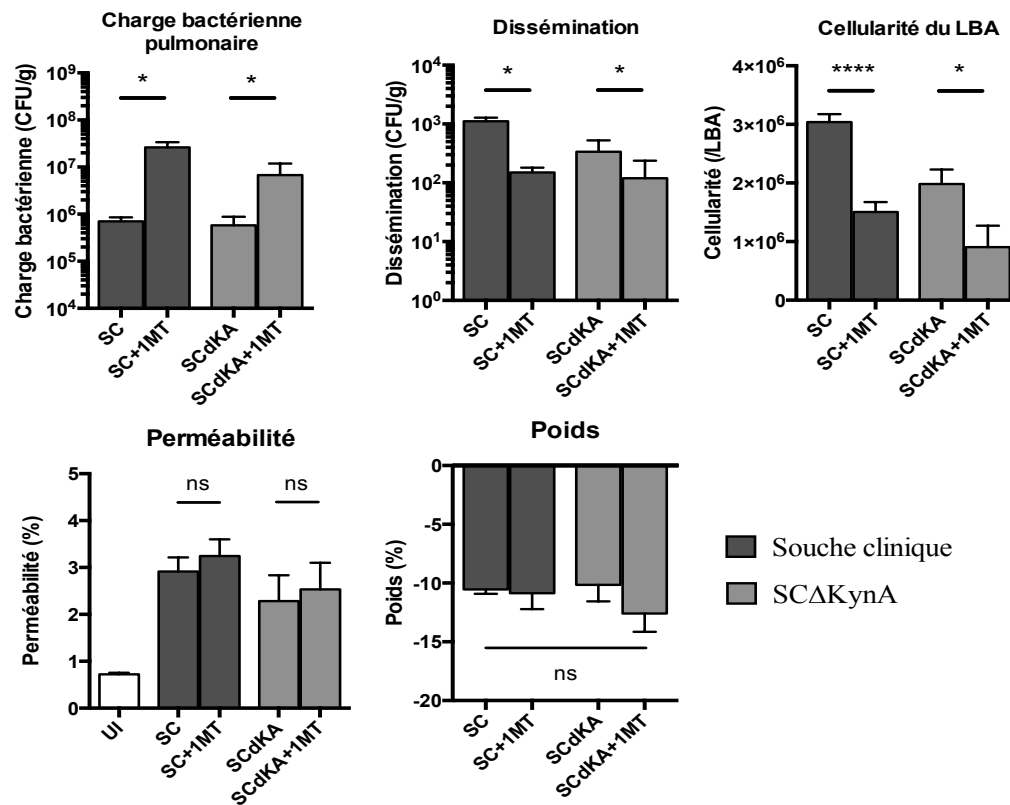 Charge bactérienne
pulmonaire
Charge bactérienne (CFU/g)
10⁹
10⁸
10⁷
10⁶
10⁵
10⁴
*
*
SC
SC+1MT
SCdKA
SCdKA+1MT
Dissémination
Dissémination (CFU/g)
10⁴
10³
10²
10¹
10⁰
*
*
SC
SC+1MT
SCdKA
SCdKA+1MT
Cellularité du LBA
Cellularité (/LBA)
4×10⁶
3×10⁶
2×10⁶
1×10⁶
0
****
*
SC
SC+1MT
SCdKA
SCdKA+1MT
Perméabilité
Perméabilité (%)
5
4
3
2
1
0
ns
ns
UI
SC
SC+1MT
SCdKA
SCdKA+1MT
Poids
Poids (%)
0
-5
-10
-15
-20
ns
SC
SC+1MT
SCdKA
SCdKA+1MT
Souche clinique
SCΔKynA